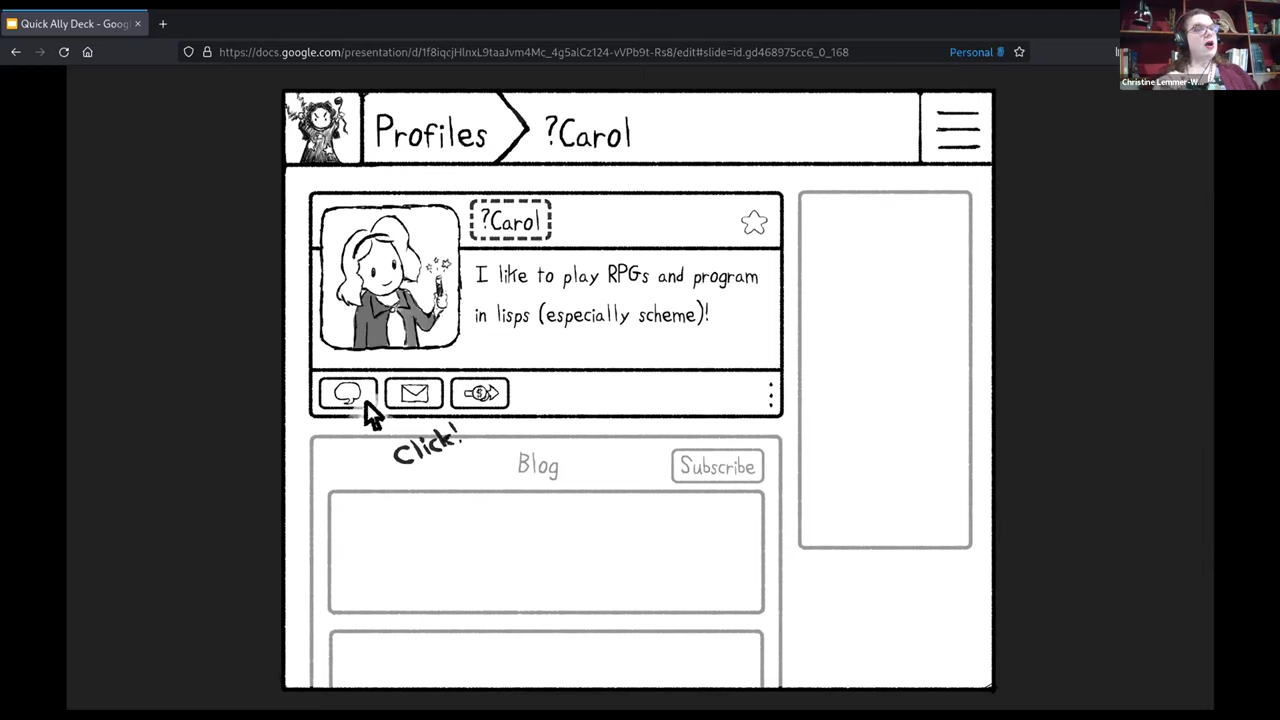 Quick Ally Deck - Goog
https://docs.google.com/presentation/d/1f8iqcjHlnxL9taaJvm4Mc_4g5alCz124-vVPb9t-Rs8/edit#slide=id.gd468975cc6_0_168
Personal
Christine Lemmer-W...
Profiles
?Carol
?Carol
I like to play RPGs and program
in lisps (especially scheme)!
$
Click!
Blog
Subscribe